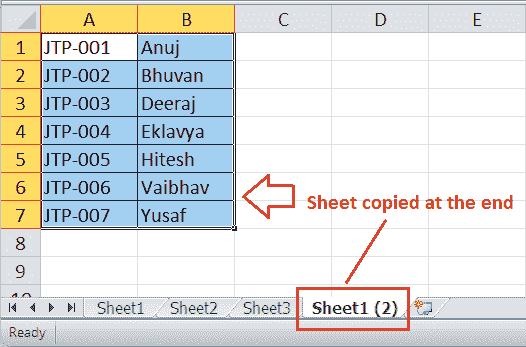 A B C D E
1 JTP-001 Anuj
2 JTP-002 Bhuvan
3 JTP-003 Deeraj
4 JTP-004 Eklavya
5 JTP-005 Hitesh
6 JTP-006 Vaibhav
Sheet copied at the end
7 JTP-007 Yusaf
8
9
10
Sheet1 Sheet2 Sheet3 Sheet1 (2)
Ready